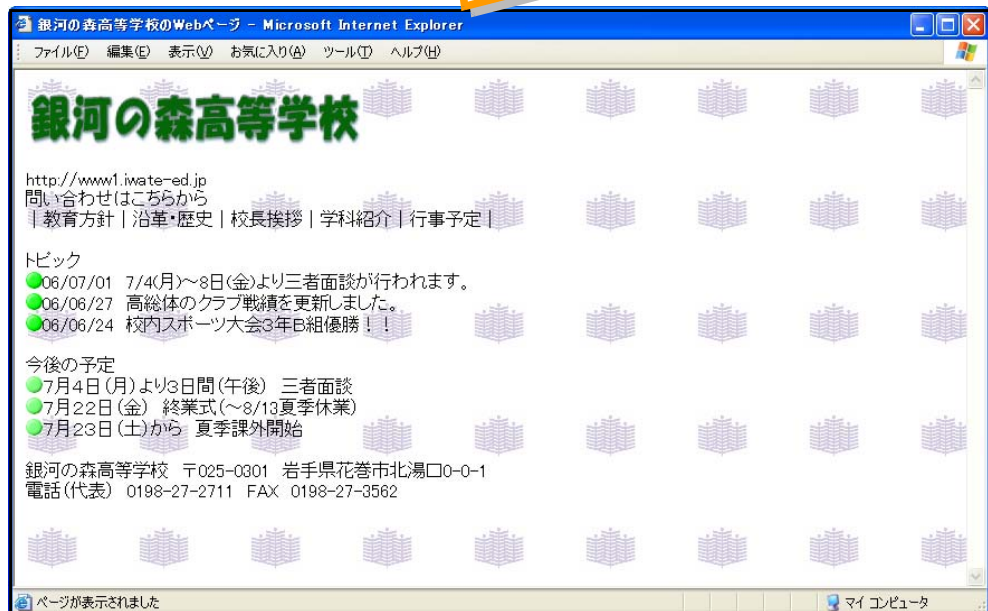 銀河の森高等学校のWebページ - Microsoft Internet Explorer
ファイル(F) 編集(E) 表示(V) お気に入り(A) ツール(T) ヘルプ(H)
銀河の森高等学校
http://www1.iwate-ed.jp
問い合わせはこちらから
｜教育方針｜沿革・歴史｜校長挨拶｜学科紹介｜行事予定｜
トピック
06/07/01 7/4(月)～8日(金)より三者面談が行われます。
06/06/27 高総体のクラブ戦績を更新しました。
06/06/24 校内スポーツ大会3年B組優勝！！
今後の予定
7月4日(月)より3日間(午後) 三者面談
7月22日(金) 終業式(～8/13夏季休業)
7月23日(土)から 夏季課外開始
銀河の森高等学校 〒025-0301 岩手県花巻市北湯口0-0-1
電話(代表) 0198-27-2711 FAX 0198-27-3562
ページが表示されました マイ コンピュータ